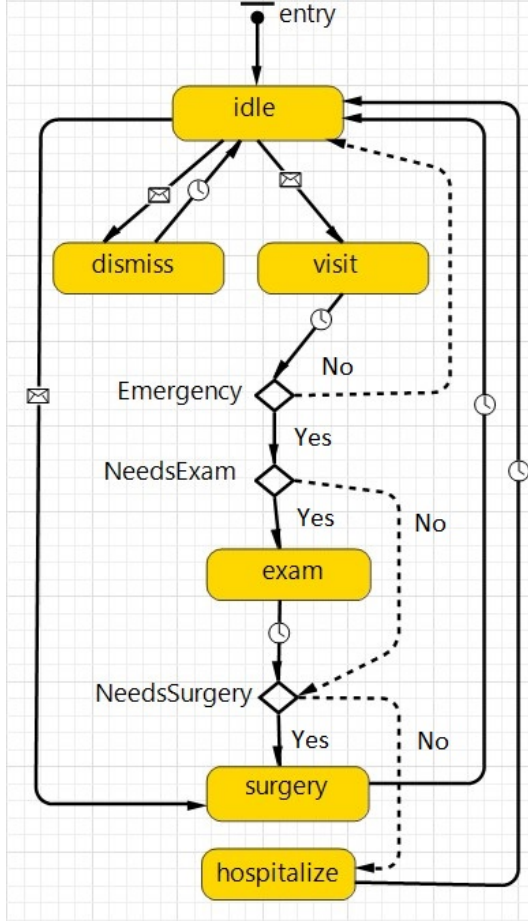 entry
idle
dismiss
visit
No
Emergency
Yes
NeedsExam
Yes
No
exam
NeedsSurgery
Yes
No
surgery
hospitalize